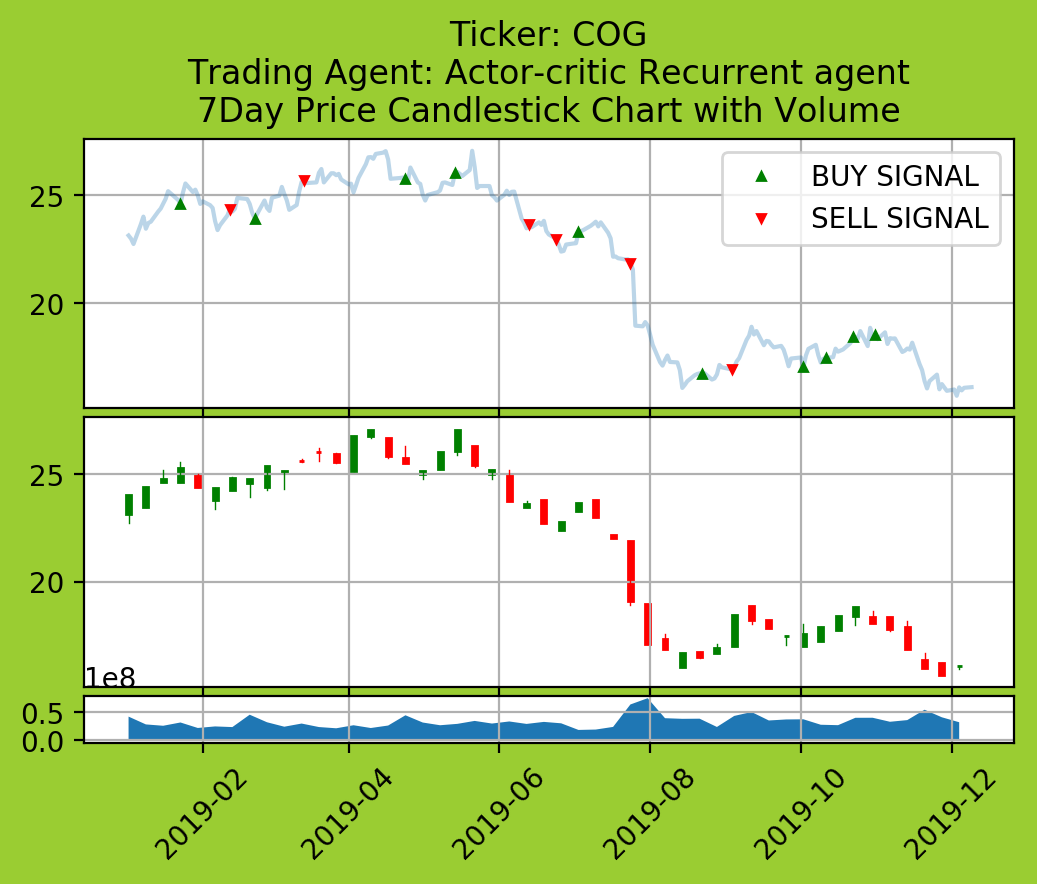 Ticker: COG
Trading Agent: Actor-critic Recurrent agent
7Day Price Candlestick Chart with Volume
BUY SIGNAL
SELL SIGNAL
25
20
25
20
1e8
0.5
0.0
2019-02
2019-04
2019-06
2019-08
2019-10
2019-12